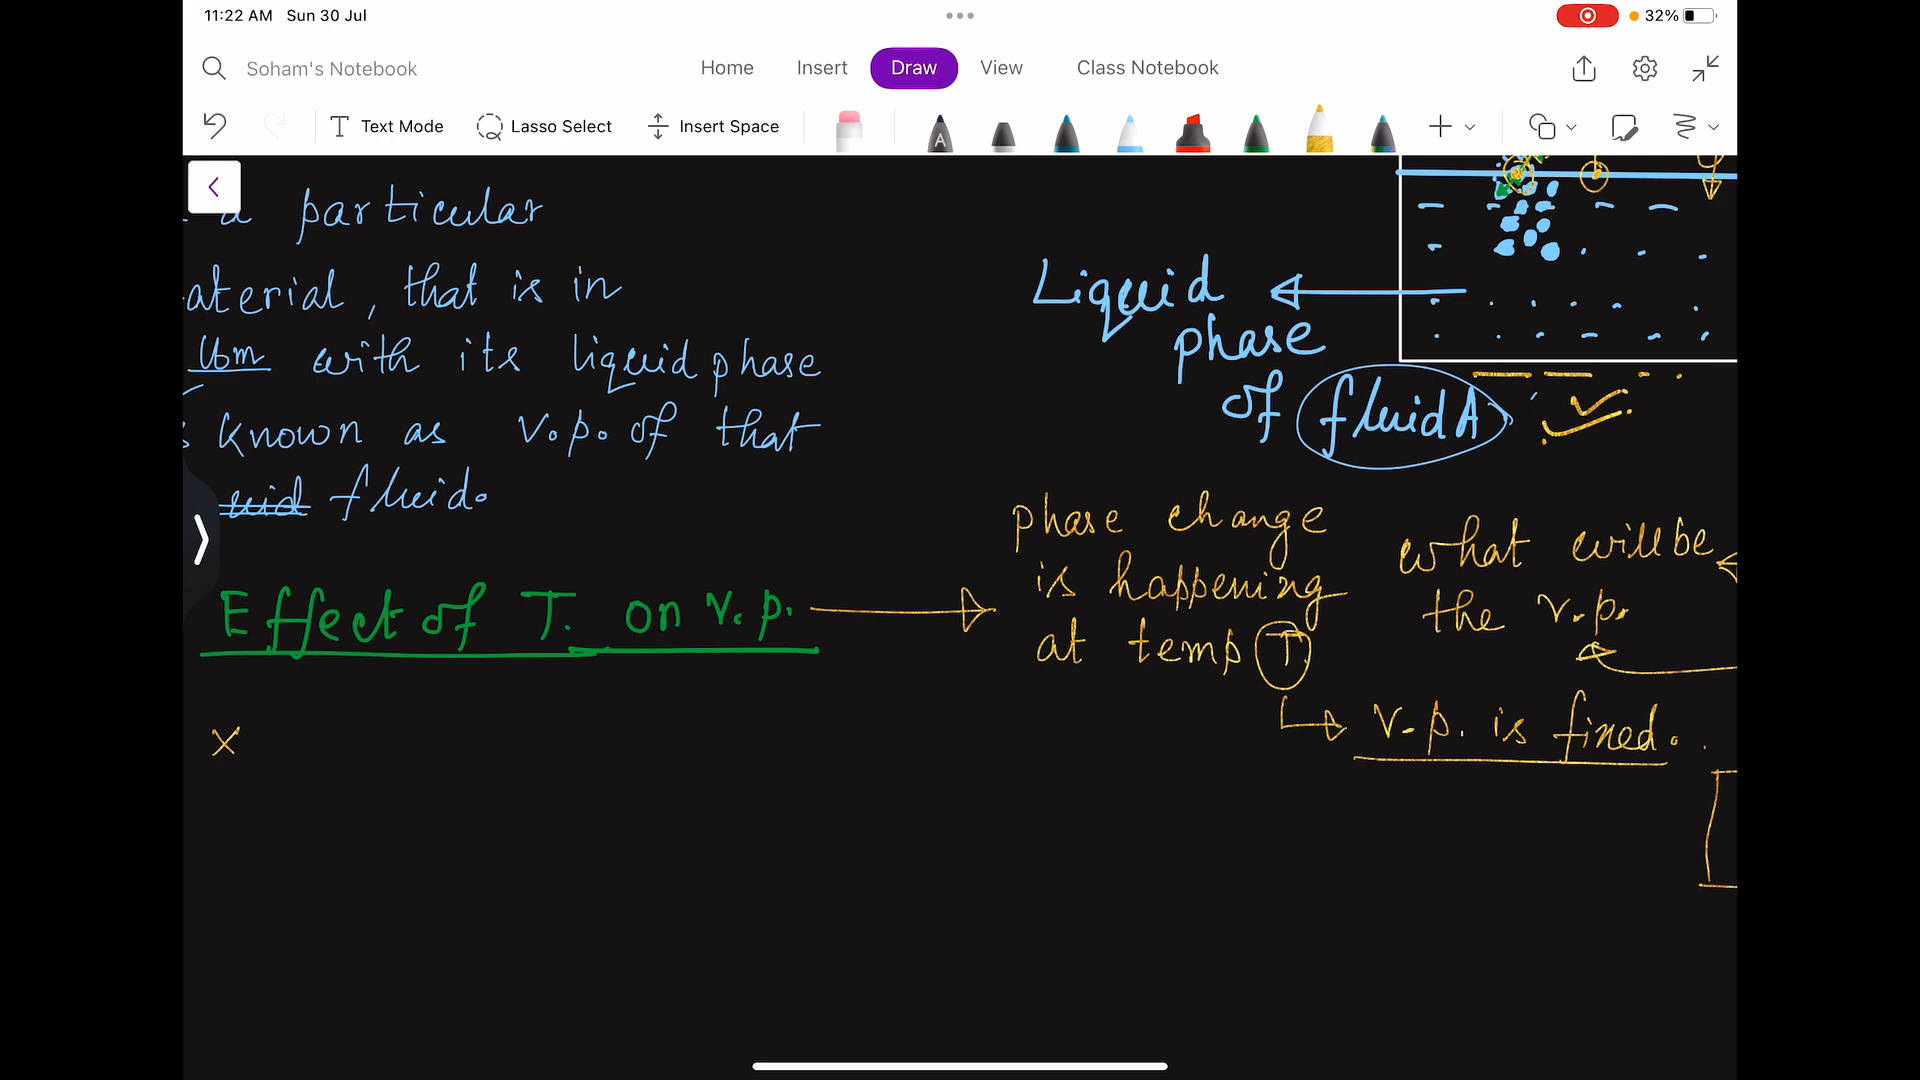 11:22 AM Sun 30 Jul
32%
Soham's Notebook
Home Insert Draw View Class Notebook
Text Mode Lasso Select Insert Space
A
a particular
aterial, that is in
with its liquid phase
known as v.p. of that
fluid.
Liquid
phase
of fluid A
Effect of T. on v.p.
phase change
is happening
at temp T.
what will be
the v.p.
v.p. is fixed.
x